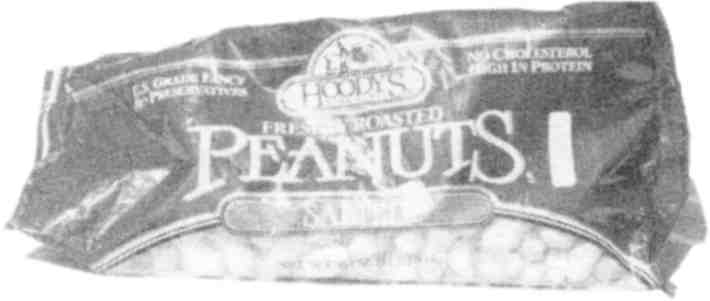 HOODY'S
U.S. GRADE FANCY
NO PRESERVATIVES
NO CHOLESTEROL
HIGH IN PROTEIN
FRESH ROASTED
PEANUTS
SALTED